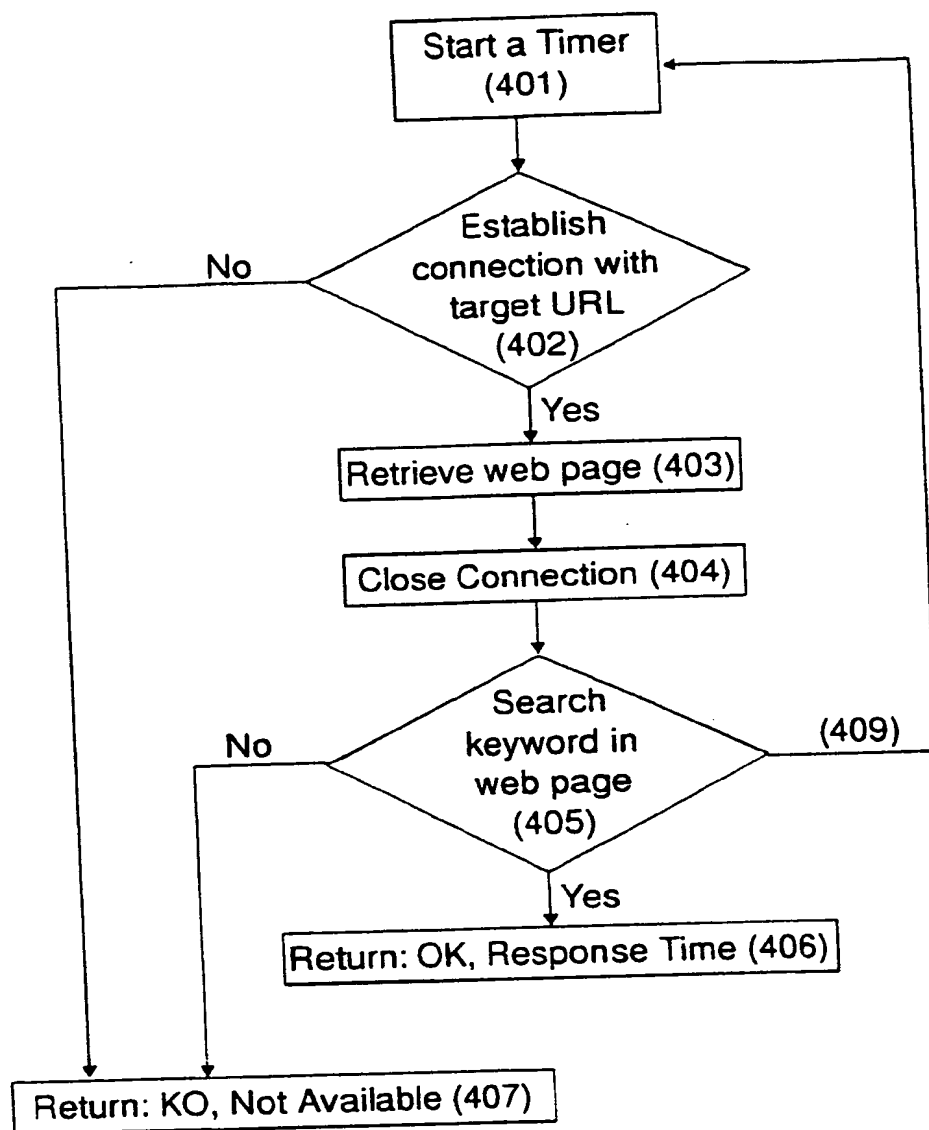 Start a Timer
(401)
Establish
connection with
target URL
(402)
No
Yes
Retrieve web page (403)
Close Connection (404)
Search
keyword in
web page
(405)
No
(409)
Yes
Return: OK, Response Time (406)
Return: KO, Not Available (407)